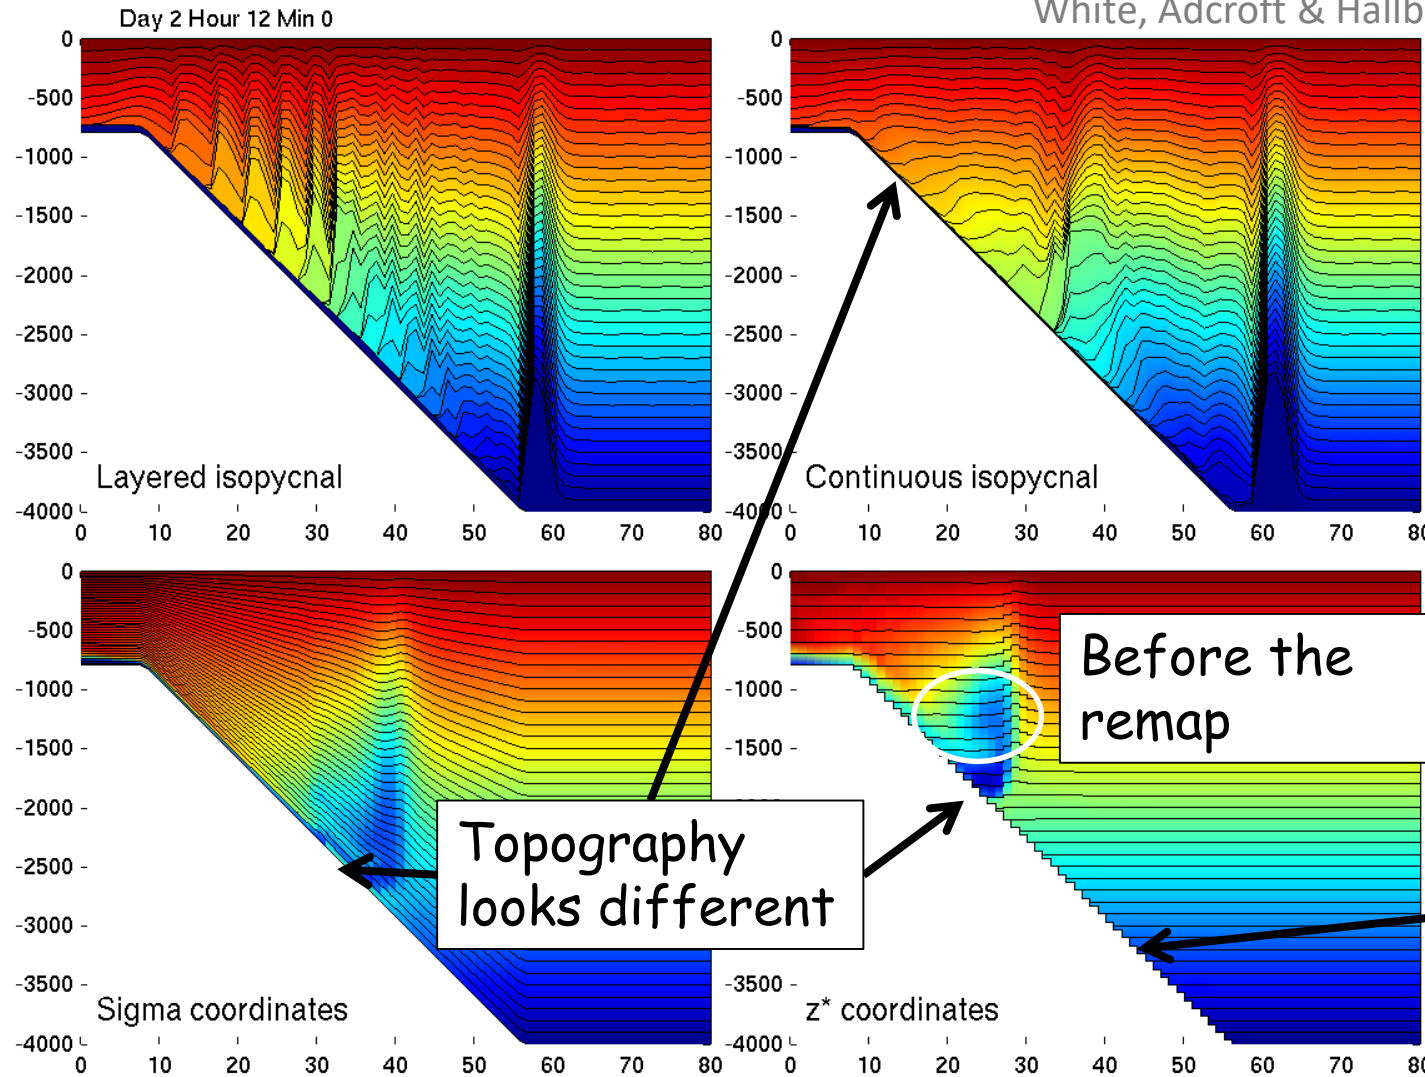 White, Adcroft & Hallb
Day 2 Hour 12 Min 0
0
-500
-1000
-1500
-2000
-2500
-3000
-3500
-4000
Layered isopycnal
0 10 20 30 40 50 60 70 80
0
-500
-1000
-1500
-2000
-2500
-3000
-3500
-4000
Continuous isopycnal
0 10 20 30 40 50 60 70 80
0
-500
-1000
-1500
-2000
-2500
-3000
-3500
-4000
Sigma coordinates
0 10 20 30 40 50 60 70 80
Topography
looks different
0
-500
-1000
-1500
-2500
-3000
-3500
-4000
Before the
remap
z* coordinates
0 10 20 30 40 50 60 70 80